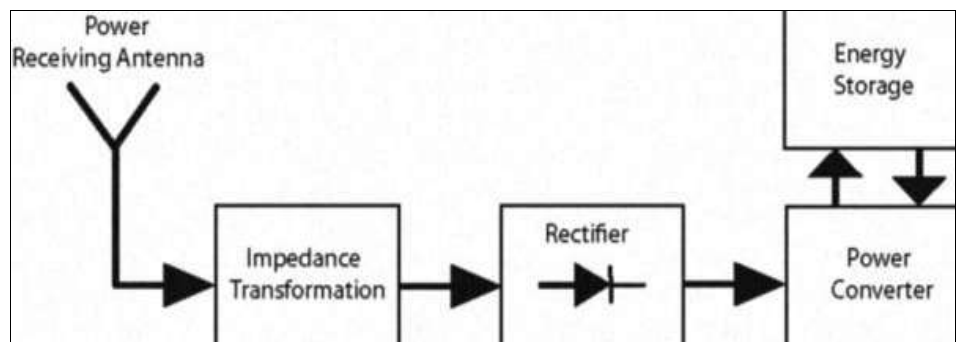 Power
Receiving Antenna
Energy
Storage
Impedance
Transformation
Rectifier
Power
Converter